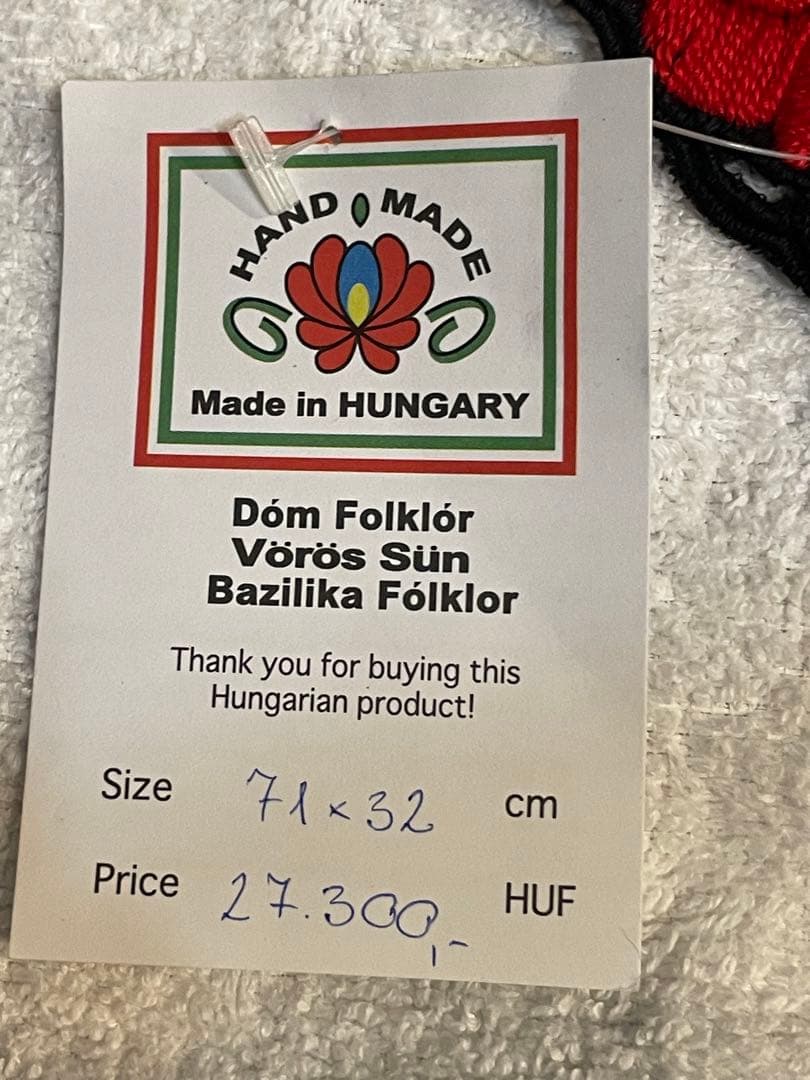 HAND MADE
Made in HUNGARY
Dóm Folklór
Vörös Sün
Bazilika Fólklor
Thank you for buying this
Hungarian product!
Size 71 x 32 cm
Price 27.300,- HUF